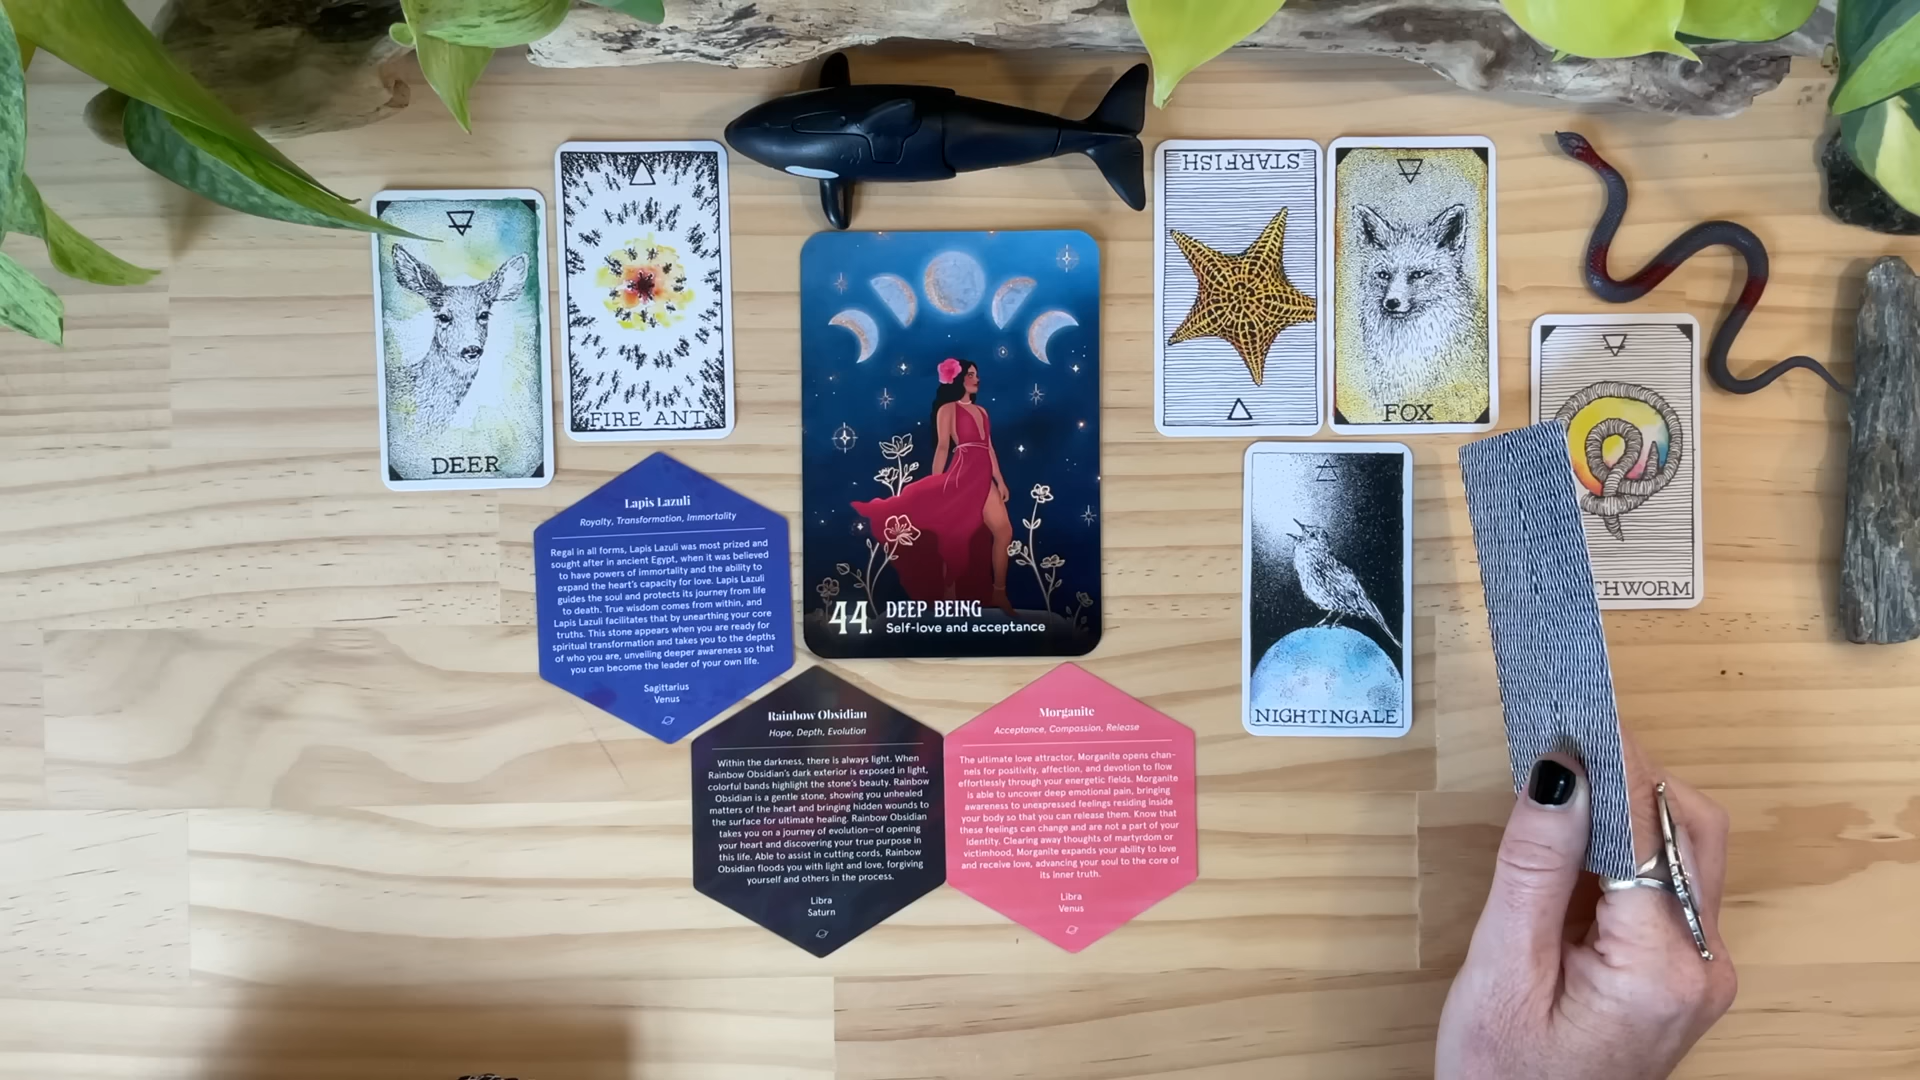 DEER
FIRE ANT
STARFISH
FOX
THWORM
NIGHTINGALE
44. DEEP BEING
Self-love and acceptance
Lapis Lazuli
Royalty, Transformation, Immortality
Regal in all forms, Lapis Lazuli was most prized and
sought after in ancient Egypt, when it was believed
to have powers of immortality and the ability to
expand the heart's capacity for love. Lapis Lazuli
guides the soul and protects its journey from life
to death. True wisdom comes from within, and
Lapis Lazuli facilitates that by unearthing your core
truths. This stone appears when you are ready for
spiritual transformation and takes you to the depths
of who you are, unveiling deeper awareness so that
you can become the leader of your own life.
Sagittarius
Venus
Rainbow Obsidian
Hope, Depth, Evolution
Within the darkness, there is always light. When
Rainbow Obsidian's dark exterior is exposed in light,
colorful bands highlight the stone's beauty. Rainbow
Obsidian is a gentle stone, showing you unhealed
matters of the heart and bringing hidden wounds to
the surface for ultimate healing. Rainbow Obsidian
takes you on a journey of evolution—of opening
your heart and discovering your true purpose in
this life. Able to assist in cutting cords, Rainbow
Obsidian floods you with light and love, forgiving
yourself and others in the process.
Libra
Saturn
Morganite
Acceptance, Compassion, Release
The ultimate love attractor, Morganite opens chan-
nels for positivity, affection, and devotion to flow
effortlessly through your energetic fields. Morganite
is able to uncover deep emotional pain, bringing
awareness to unexpressed feelings residing inside
your body so that you can release them. Know that
these feelings can change and are not a part of your
identity. Clearing away thoughts of martyrdom or
victimhood, Morganite expands your ability to love
and receive love, advancing your soul to the core of
its inner truth.
Libra
Venus